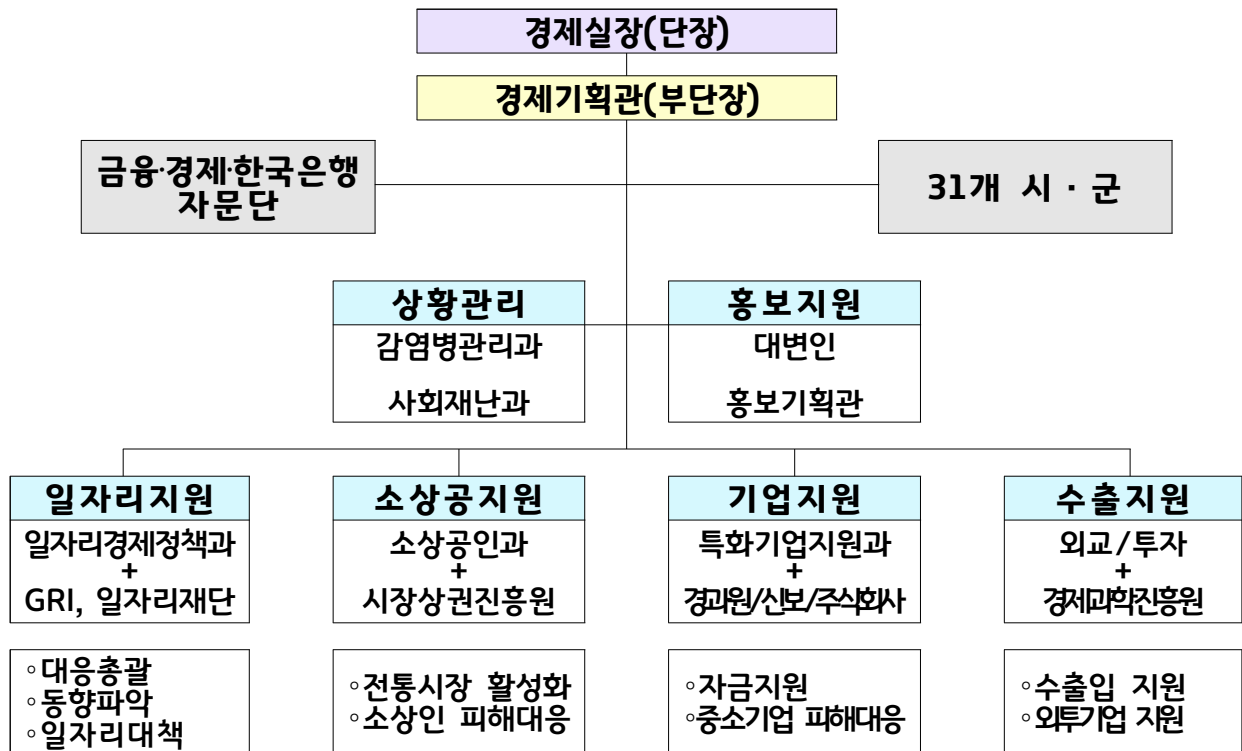 경제실장(단장)
경제기획관(부단장)
금융·경제·한국은행
자문단
31개 시·군
상황관리
감염병관리과
사회재난과
홍보지원
대변인
홍보기획관
일자리지원
일자리경제정책과
+
GRI, 일자리재단
◦대응총괄
◦동향파악
◦일자리대책
소상공지원
소상공인과
+
시장상권진흥원
◦전통시장 활성화
◦소상인 피해대응
기업지원
특화기업지원과
+
경과원/신보/주식회사
◦자금지원
◦중소기업 피해대응
수출지원
외교/투자
+
경제과학진흥원
◦수출입 지원
◦외투기업 지원